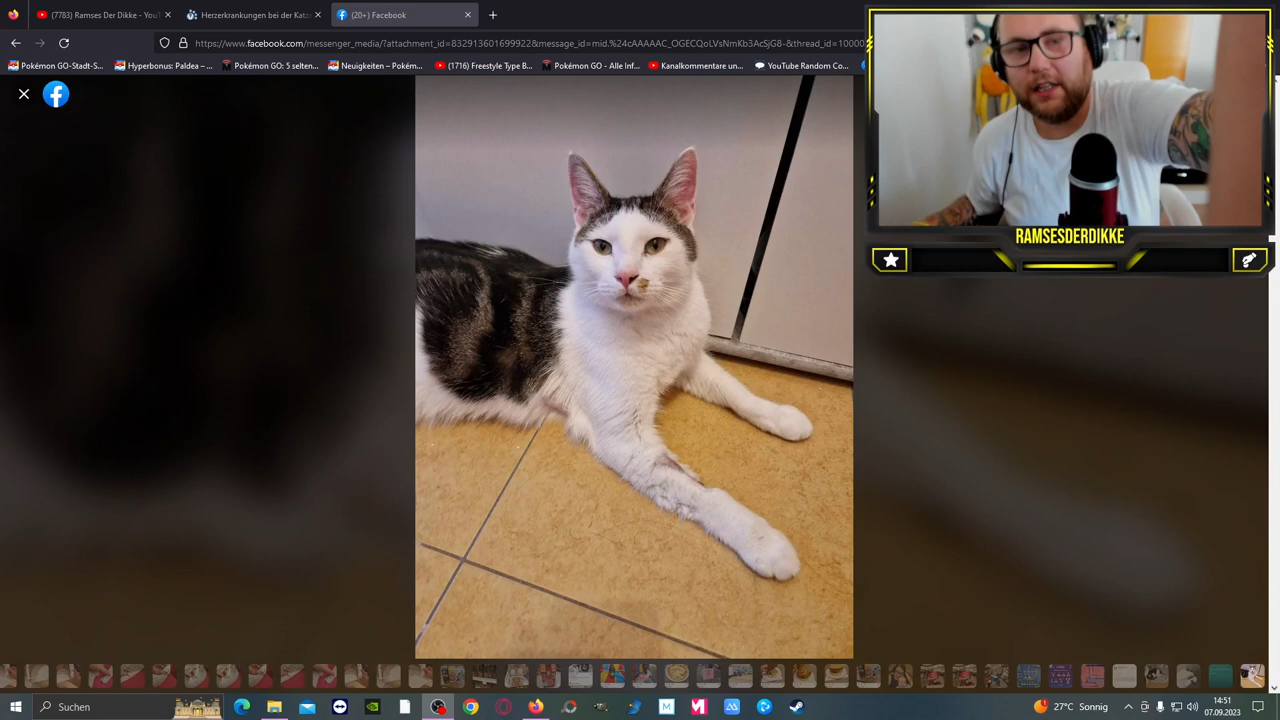 (7783) Ramses Der Dikke - You
Herzerkrankungen bei der Katz
(20+) Facebook
https://www.facebook.com/messenger_media/?attachment_id=832913601699922&message_id=mid.%24cAAAAC_OGECQoLVsNmKb3AcSjG8-&thread_id=10000
Pokémon GO-Stadt-S...
Hyperbonus: Paldea –...
Pokémon GO: 5 selten...
Neuigkeiten – Pokém...
(1716) Freestyle Type B...
Pokémon GO - Alle Inf...
Kanalkommentare un...
YouTube Random Co...
RAMSESDERDIKKE
Suchen
27°C Sonnig
14:51
07.09.2023